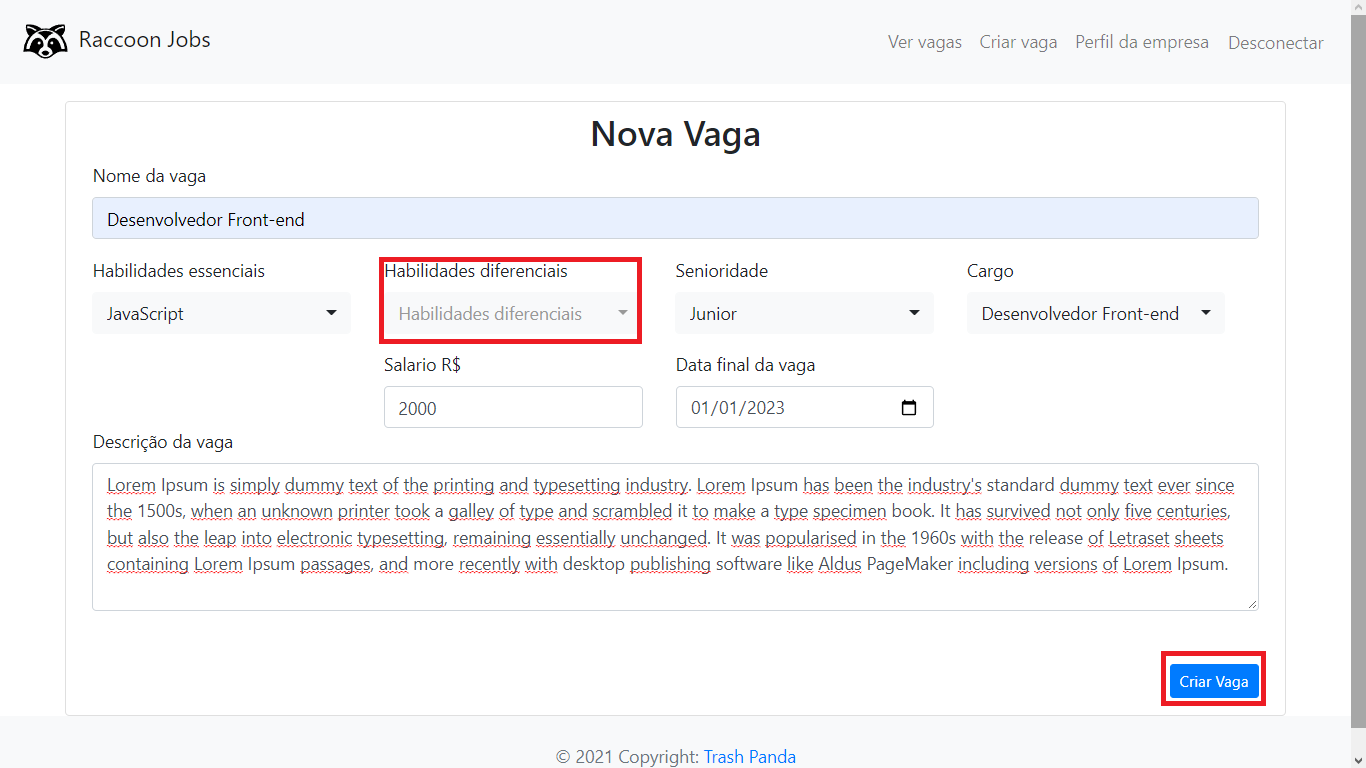 Raccoon Jobs
Ver vagas Criar vaga Perfil da empresa Desconectar
Nova Vaga
Nome da vaga
Desenvolvedor Front-end
Habilidades essenciais Habilidades diferenciais Senioridade Cargo
JavaScript Habilidades diferenciais Junior Desenvolvedor Front-end
Salario R$ Data final da vaga
2000 01/01/2023
Descrição da vaga
Lorem Ipsum is simply dummy text of the printing and typesetting industry. Lorem Ipsum has been the industry's standard dummy text ever since
the 1500s, when an unknown printer took a galley of type and scrambled it to make a type specimen book. It has survived not only five centuries,
but also the leap into electronic typesetting, remaining essentially unchanged. It was popularised in the 1960s with the release of Letraset sheets
containing Lorem Ipsum passages, and more recently with desktop publishing software like Aldus PageMaker including versions of Lorem Ipsum.
Criar Vaga
© 2021 Copyright: Trash Panda